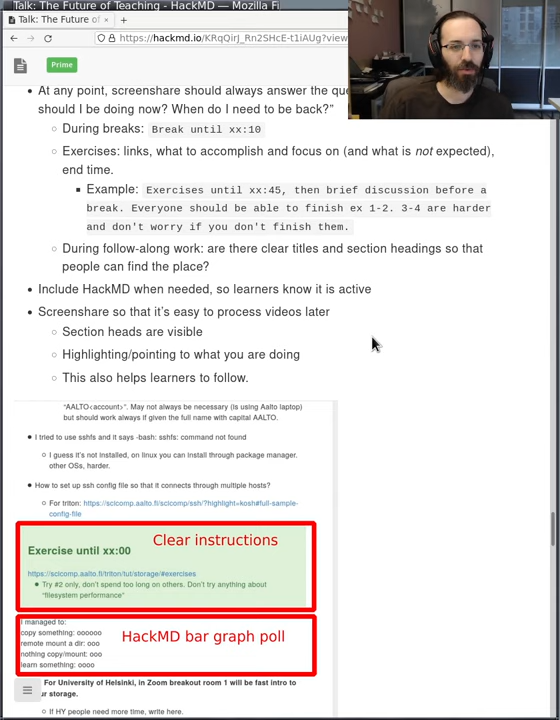 Talk: The Future of Teaching - HackMD — Mozilla Fi
Talk: The Future of
https://hackmd.io/KRqQirJ_Rn2SHcE-t1iAUg?view
Prime
• At any point, screenshare should always answer the que
should I be doing now? When do I need to be back?"
During breaks: Break until xx:10
Exercises: links, what to accomplish and focus on (and what is not expected),
end time.
Example: Exercises until xx:45, then brief discussion before a
break. Everyone should be able to finish ex 1-2. 3-4 are harder
and don't worry if you don't finish them.
During follow-along work: are there clear titles and section headings so that
people can find the place?
• Include HackMD when needed, so learners know it is active
• Screenshare so that it's easy to process videos later
Section heads are visible
Highlighting/pointing to what you are doing
This also helps learners to follow.
"AALTO<account>". May not always be necessary (is using Aalto laptop)
but should work always if given the full name with capital AALTO.
• I tried to use sshfs and it says -bash: sshfs: command not found
I guess it's not installed, on linux you can install through package manager.
other OSs, harder.
• How to set up ssh config file so that it connects through multiple hosts?
For triton: https://scicomp.aalto.fi/scicomp/ssh/?highlight=kosh#full-sample-
config-file
Clear instructions
Exercise until xx:00
https://scicomp.aalto.fi/triton/tut/storage/#exercises
• Try #2 only, don't spend too long on others. Don't try anything about
"filesystem performance"
I managed to:
copy something: oooooo
HackMD bar graph poll
remote mount a dir: ooo
nothing copy/mount: ooo
learn something: oooo
For University of Helsinki, in Zoom breakout room 1 will be fast intro to
ur storage.
If HY people need more time, write here.